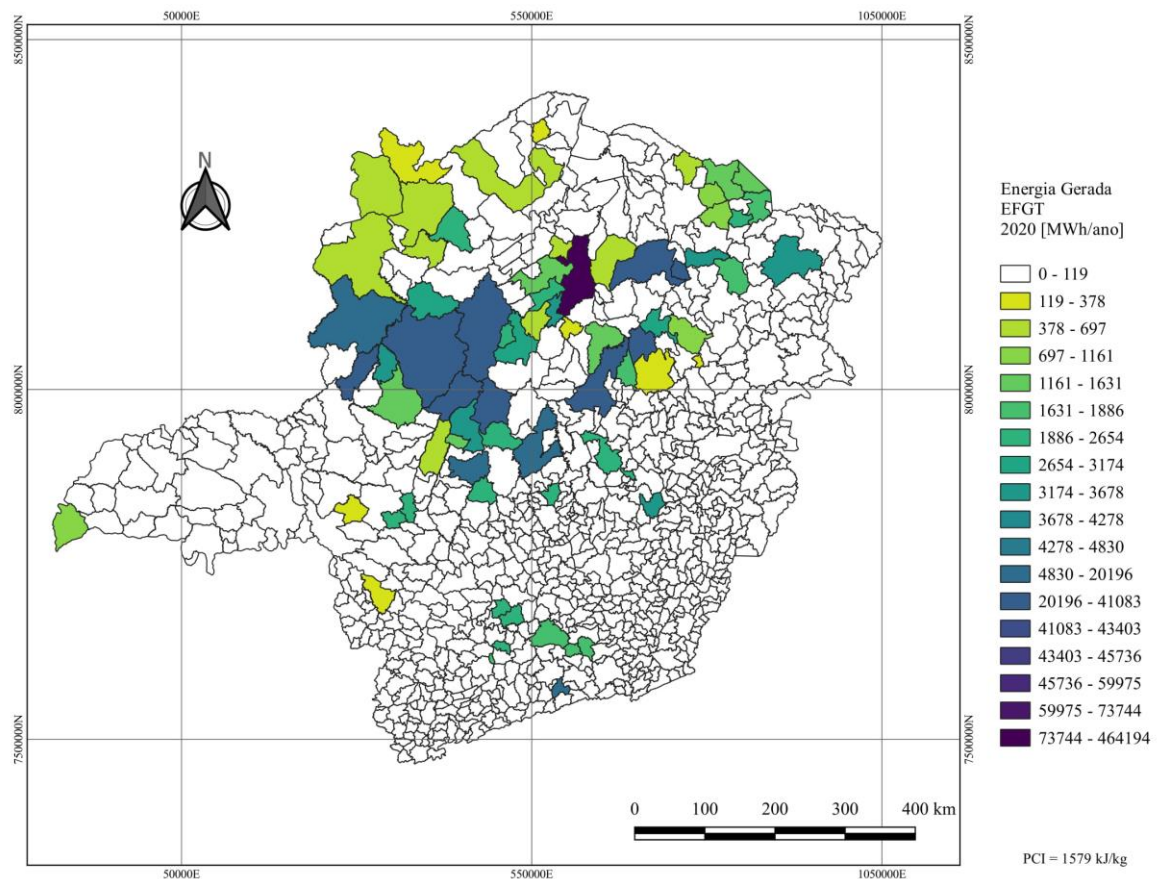 50000E 550000E 1050000E
8500000N 8500000N
N
Energia Gerada
EFGT
2020 [MWh/ano]
0 - 119
119 - 378
378 - 697
697 - 1161
1161 - 1631
1631 - 1886
1886 - 2654
2654 - 3174
3174 - 3678
3678 - 4278
4278 - 4830
4830 - 20196
20196 - 41083
41083 - 43403
43403 - 45736
45736 - 59975
59975 - 73744
73744 - 464194
8000000N 8000000N
7500000N 7500000N
0 100 200 300 400 km
PCI = 1579 kJ/kg
50000E 550000E 1050000E